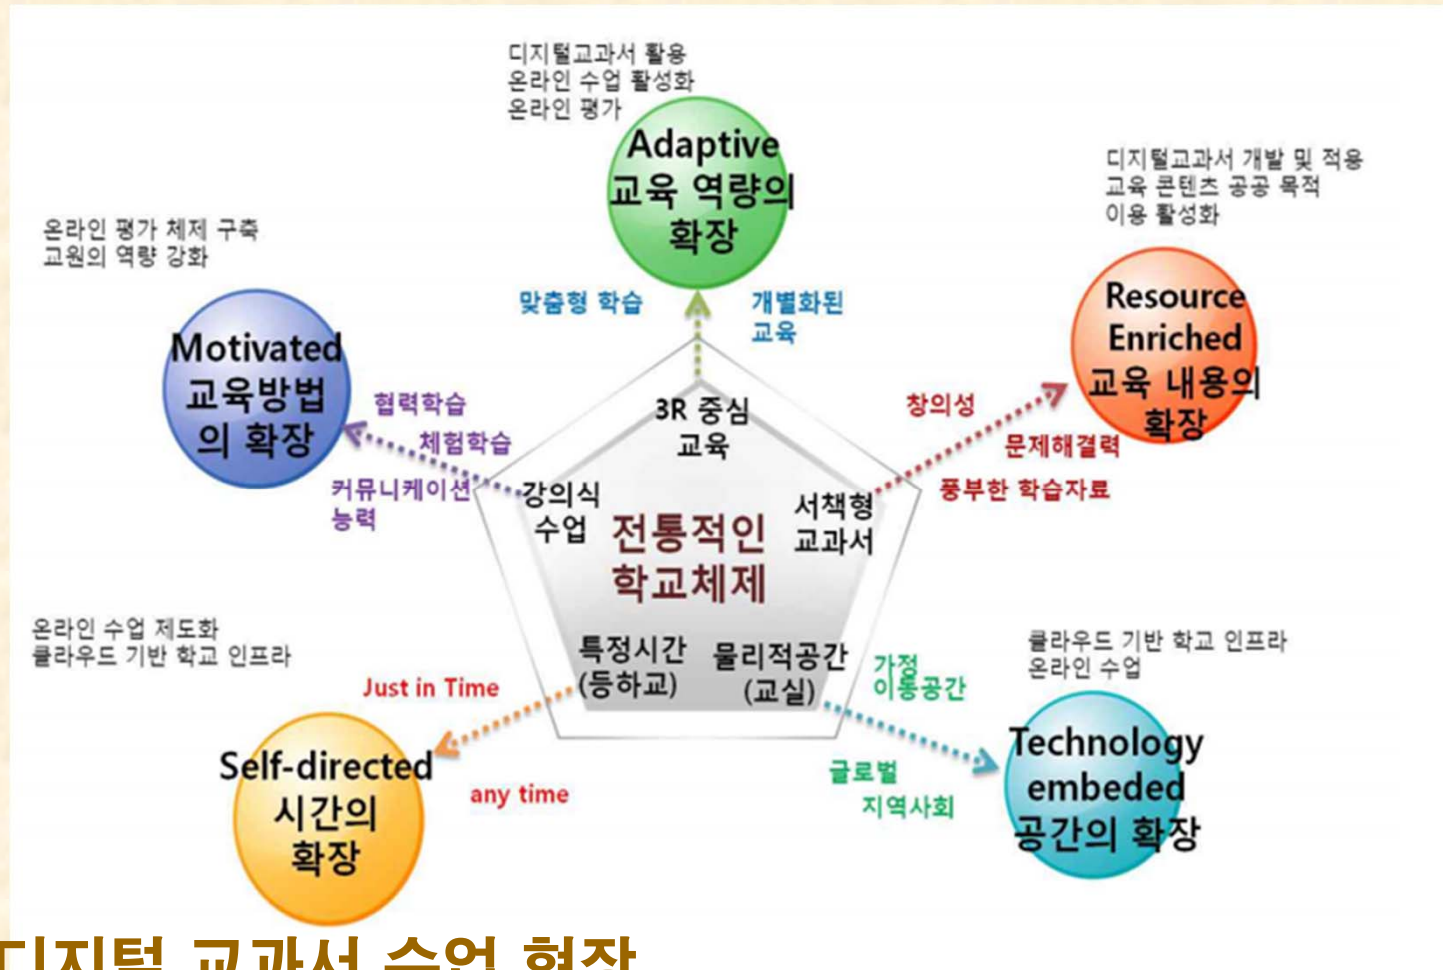 디지털교과서 활용
온라인 수업 활성화
온라인 평가
Adaptive
교육 역량의
확장
디지털교과서 개발 및 적용
교육 콘텐츠 공공 목적
이용 활성화
Resource
Enriched
교육 내용의
확장
온라인 평가 체제 구축
교원의 역량 강화
Motivated
교육방법
의 확장
맞춤형 학습
개별화된
교육
협력학습
체험학습
커뮤니케이션
능력
창의성
문제해결력
풍부한 학습자료
3R 중심
교육
강의식
수업
서책형
교과서
전통적인
학교체제
특정시간
(등하교)
물리적공간
(교실)
온라인 수업 제도화
클라우드 기반 학교 인프라
Just in Time
any time
Self-directed
시간의
확장
가정
이동공간
글로벌
지역사회
클라우드 기반 학교 인프라
온라인 수업
Technology
embeded
공간의 확장
디지털 교과서 수업 현장